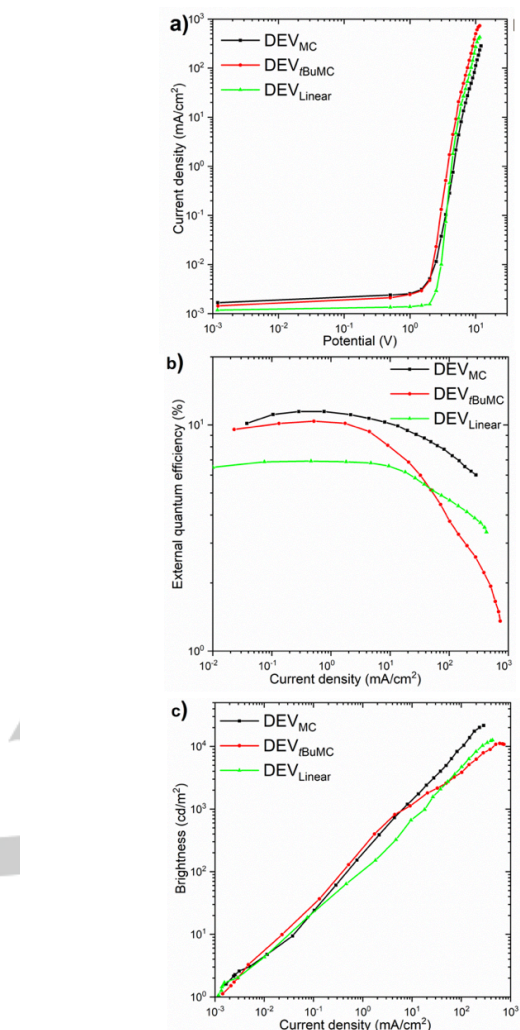 a)
DEV_MC
DEV_tBuMC
DEV_Linear
Current density (mA/cm²)
10³
10²
10¹
10⁰
10⁻¹
10⁻²
10⁻³
10⁻³ 10⁻² 10⁻¹ 10⁰ 10¹
Potential (V)
b)
DEV_MC
DEV_tBuMC
DEV_Linear
External quantum efficiency (%)
10¹
10⁰
10⁻² 10⁻¹ 10⁰ 10¹ 10² 10³
Current density (mA/cm²)
c)
DEV_MC
DEV_tBuMC
DEV_Linear
Brightness (cd/m²)
10⁴
10³
10²
10¹
10⁰
10⁻³ 10⁻² 10⁻¹ 10⁰ 10¹ 10² 10³
Current density (mA/cm²)